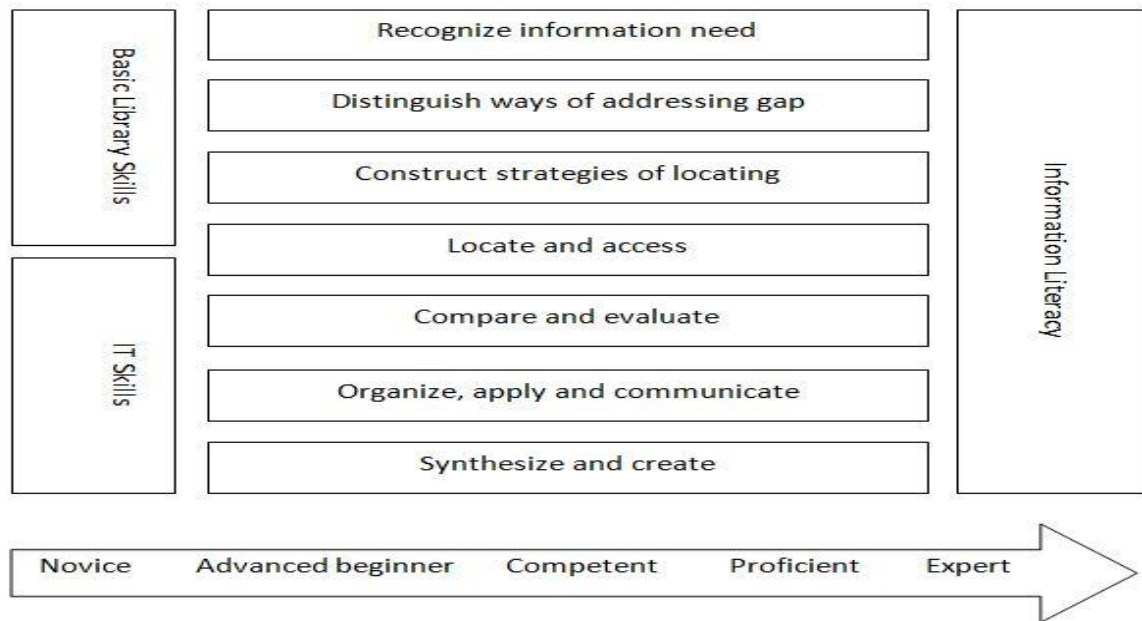 Basic Library Skills
IT Skills
Recognize information need
Distinguish ways of addressing gap
Construct strategies of locating
Locate and access
Compare and evaluate
Organize, apply and communicate
Synthesize and create
Information Literacy
Novice Advanced beginner Competent Proficient Expert